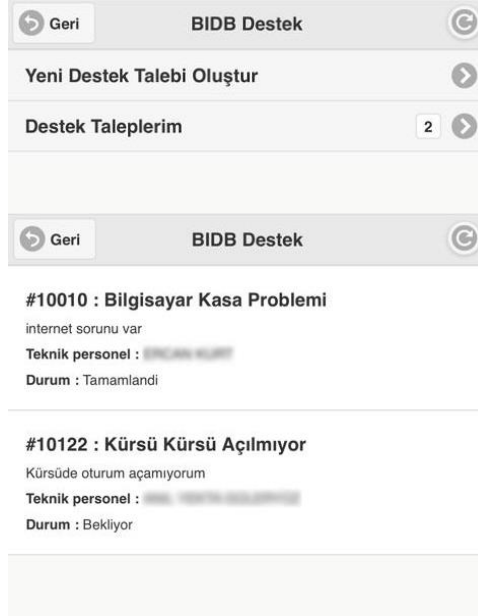 Geri
BIDB Destek
Yeni Destek Talebi Oluştur
Destek Taleplerim
2
Geri
BIDB Destek
#10010 : Bilgisayar Kasa Problemi
internet sorunu var
Teknik personel :
Durum : Tamamlandi
#10122 : Kürsü Kürsü Açılmıyor
Kürsüde oturum açamıyorum
Teknik personel :
Durum : Bekliyor